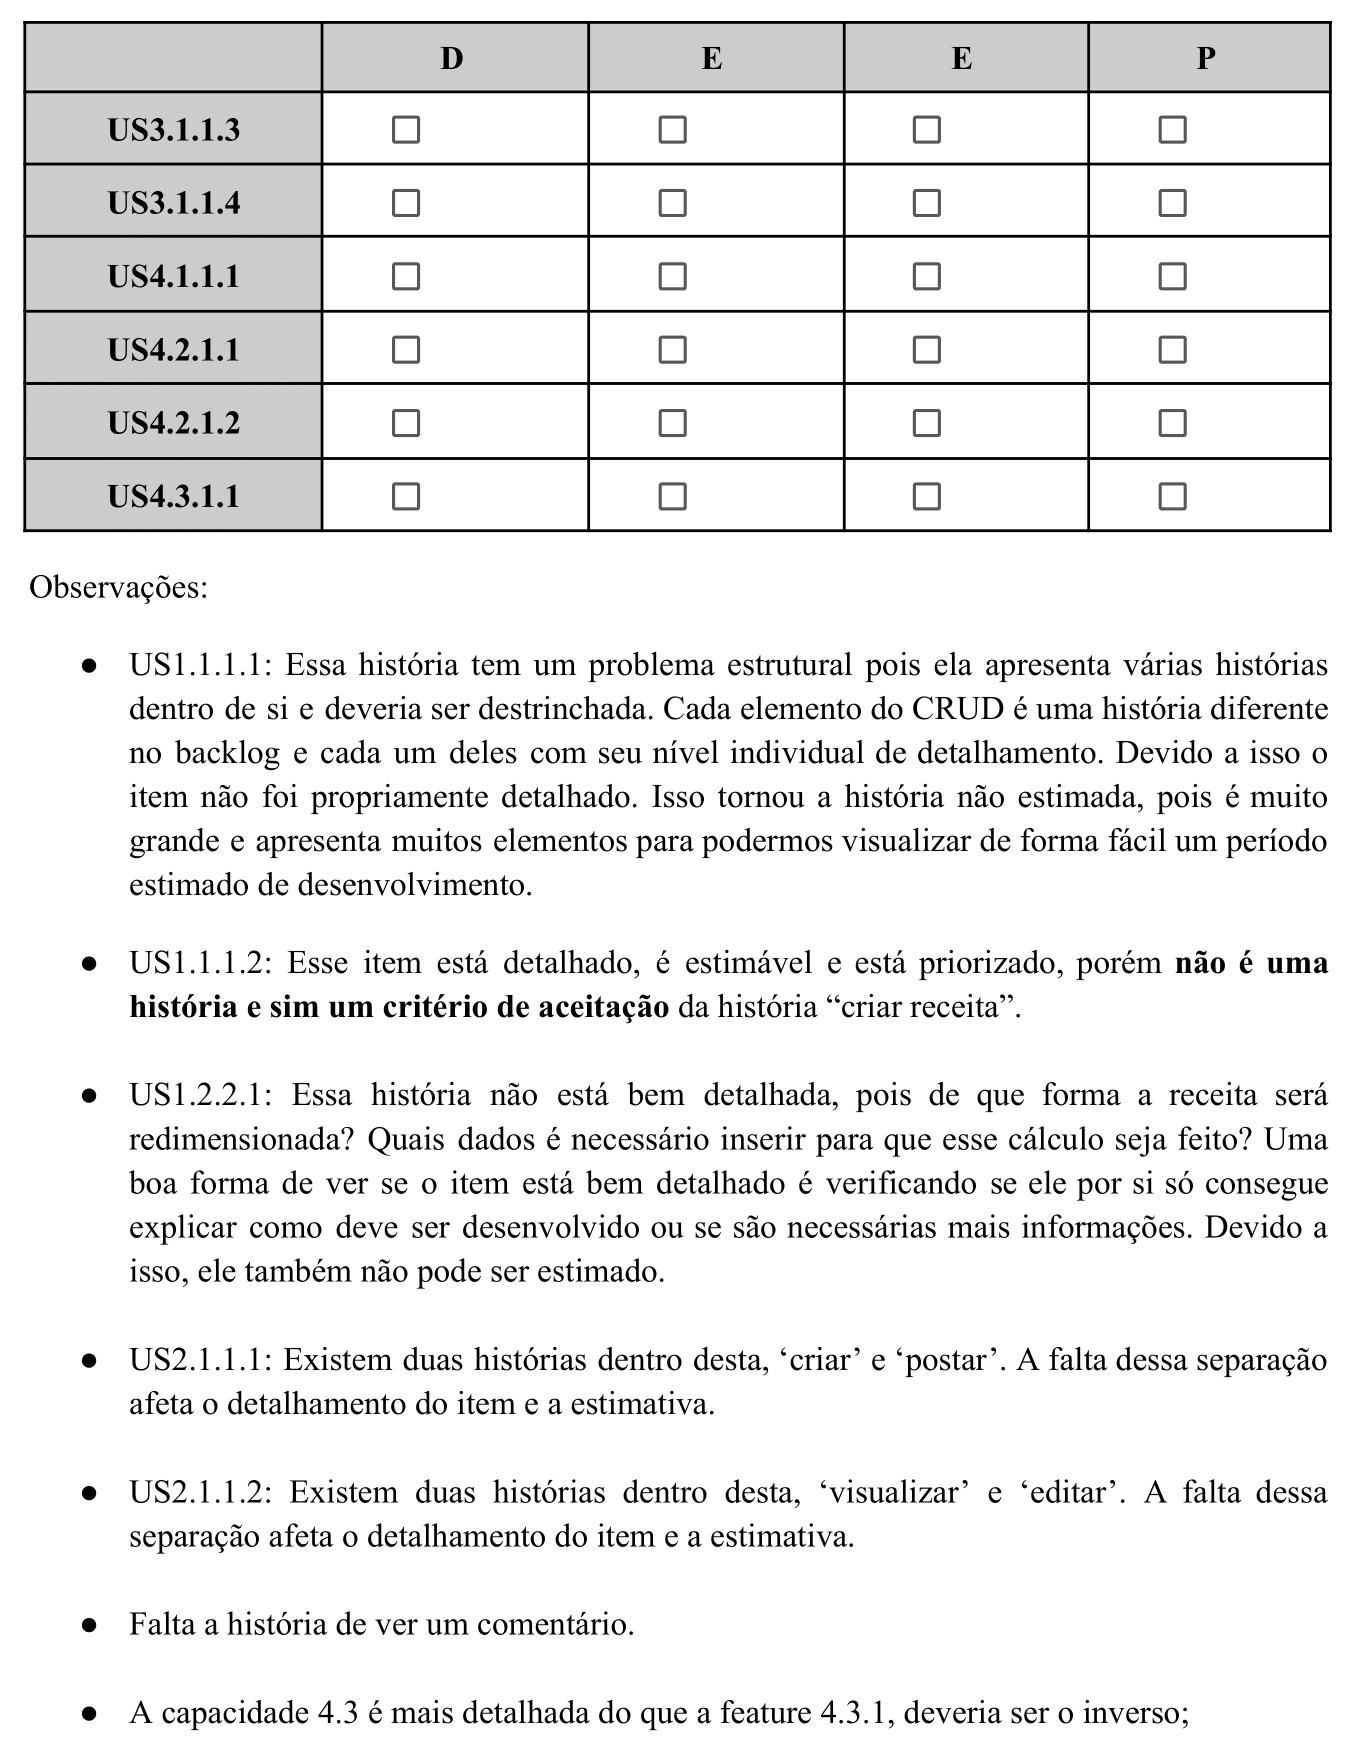 D E E P
US3.1.1.3 ☐ ☐ ☐ ☐
US3.1.1.4 ☐ ☐ ☐ ☐
US4.1.1.1 ☐ ☐ ☐ ☐
US4.2.1.1 ☐ ☐ ☐ ☐
US4.2.1.2 ☐ ☐ ☐ ☐
US4.3.1.1 ☐ ☐ ☐ ☐
Observações:
● US1.1.1.1: Essa história tem um problema estrutural pois ela apresenta várias histórias
dentro de si e deveria ser destrinchada. Cada elemento do CRUD é uma história diferente
no backlog e cada um deles com seu nível individual de detalhamento. Devido a isso o
item não foi propriamente detalhado. Isso tornou a história não estimada, pois é muito
grande e apresenta muitos elementos para podermos visualizar de forma fácil um período
estimado de desenvolvimento.
● US1.1.1.2: Esse item está detalhado, é estimável e está priorizado, porém não é uma
história e sim um critério de aceitação da história “criar receita”.
● US1.2.2.1: Essa história não está bem detalhada, pois de que forma a receita será
redimensionada? Quais dados é necessário inserir para que esse cálculo seja feito? Uma
boa forma de ver se o item está bem detalhado é verificando se ele por si só consegue
explicar como deve ser desenvolvido ou se são necessárias mais informações. Devido a
isso, ele também não pode ser estimado.
● US2.1.1.1: Existem duas histórias dentro desta, ‘criar’ e ‘postar’. A falta dessa separação
afeta o detalhamento do item e a estimativa.
● US2.1.1.2: Existem duas histórias dentro desta, ‘visualizar’ e ‘editar’. A falta dessa
separação afeta o detalhamento do item e a estimativa.
● Falta a história de ver um comentário.
● A capacidade 4.3 é mais detalhada do que a feature 4.3.1, deveria ser o inverso;